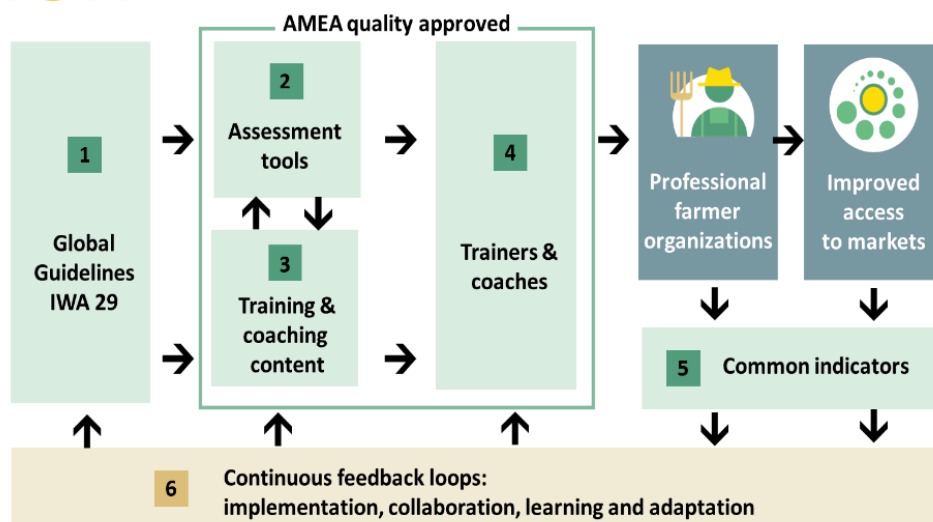 AMEA quality approved
1
Global
Guidelines
IWA 29
2
Assessment
tools
3
Training &
coaching
content
4
Trainers &
coaches
Professional
farmer
organizations
Improved
access
to markets
5
Common indicators
6
Continuous feedback loops:
implementation, collaboration, learning and adaptation